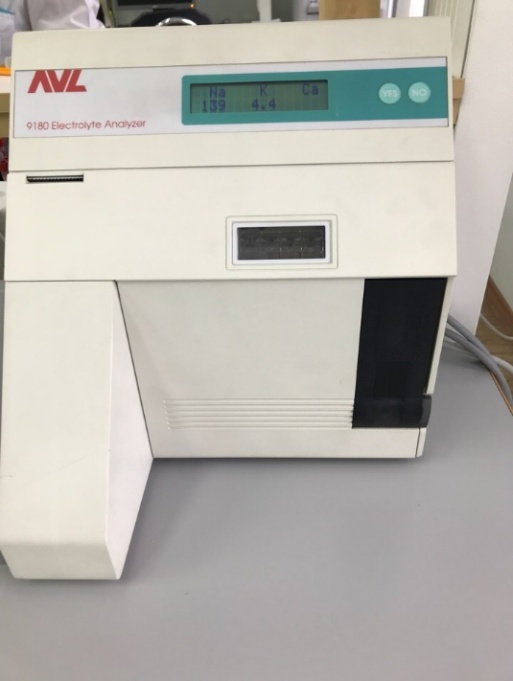 AVL
9180 Electrolyte Analyzer
Na K Ca
139 4.4
YES NO